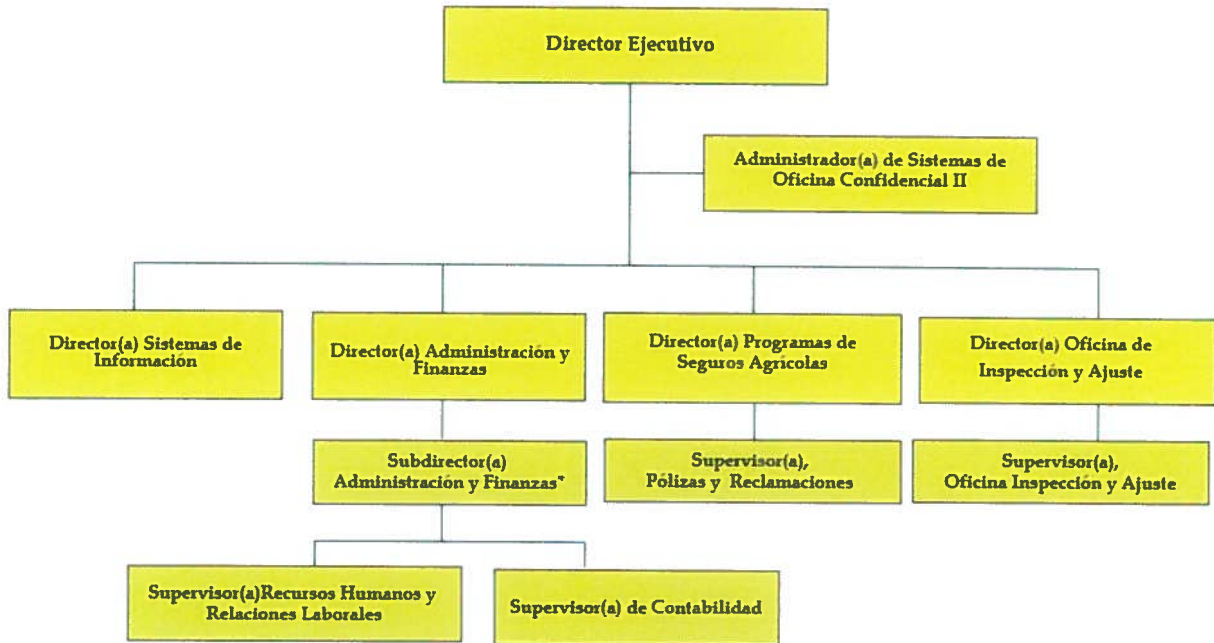 Director Ejecutivo
Administrador(a) de Sistemas de
Oficina Confidencial II
Director(a) Sistemas de
Información
Director(a) Administración y
Finanzas
Director(a) Programas de
Seguros Agrícolas
Director(a) Oficina de
Inspección y Ajuste
Subdirector(a)
Administración y Finanzas*
Supervisor(a),
Pólizas y Reclamaciones
Supervisor(a),
Oficina Inspección y Ajuste
Supervisor(a)Recursos Humanos y
Relaciones Laborales
Supervisor(a) de Contabilidad